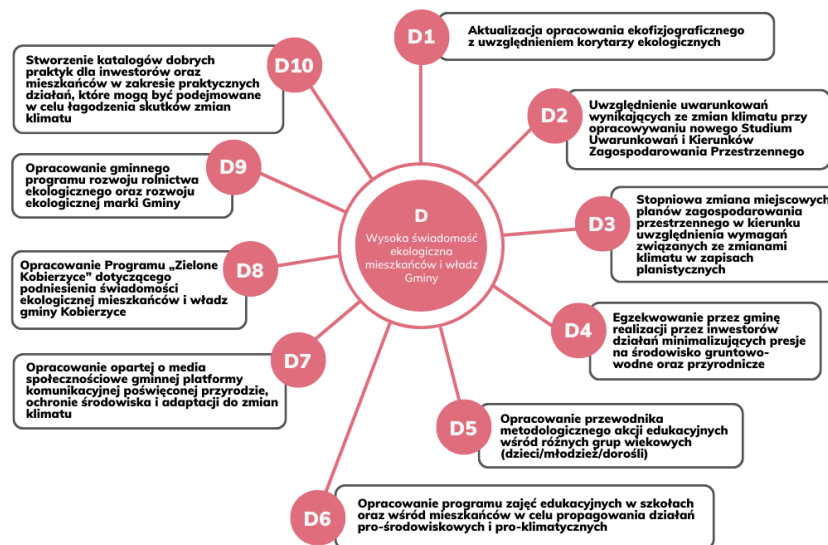 D
Wysoka świadomość
ekologiczna
mieszkańców i władz
Gminy
D1
Aktualizacja opracowania ekofizjograficznego
z uwzględnieniem korytarzy ekologicznych
D2
Uwzględnienie uwarunkowań
wynikających ze zmian klimatu przy
opracowywaniu nowego Studium
Uwarunkowań i Kierunków
Zagospodarowania Przestrzennego
D3
Stopniowa zmiana miejscowych
planów zagospodarowania
przestrzennego w kierunku
uwzględnienia wymagań
związanych ze zmianami
klimatu w zapisach
planistycznych
D4
Egzekwowanie przez gminę
realizacji przez inwestorów
działań minimalizujących presje
na środowisko gruntowo-
wodne oraz przyrodnicze
D5
Opracowanie przewodnika
metodologicznego akcji edukacyjnych
wśród różnych grup wiekowych
(dzieci/młodzież/dorośli)
D6
Opracowanie programu zajęć edukacyjnych w szkołach
oraz wśród mieszkańców w celu propagowania działań
pro-środowiskowych i pro-klimatycznych
D7
Opracowanie opartej o media
społecznościowe gminnej platformy
komunikacyjnej poświęconej przyrodzie,
ochronie środowiska i adaptacji do zmian
klimatu
D8
Opracowanie Programu „Zielone
Kobierzyce” dotyczącego
podniesienia świadomości
ekologicznej mieszkańców i władz
gminy Kobierzyce
D9
Opracowanie gminnego
programu rozwoju rolnictwa
ekologicznego oraz rozwoju
ekologicznej marki Gminy
D10
Stworzenie katalogów dobrych
praktyk dla inwestorów oraz
mieszkańców w zakresie praktycznych
działań, które mogą być podejmowane
w celu łagodzenia skutków zmian
klimatu